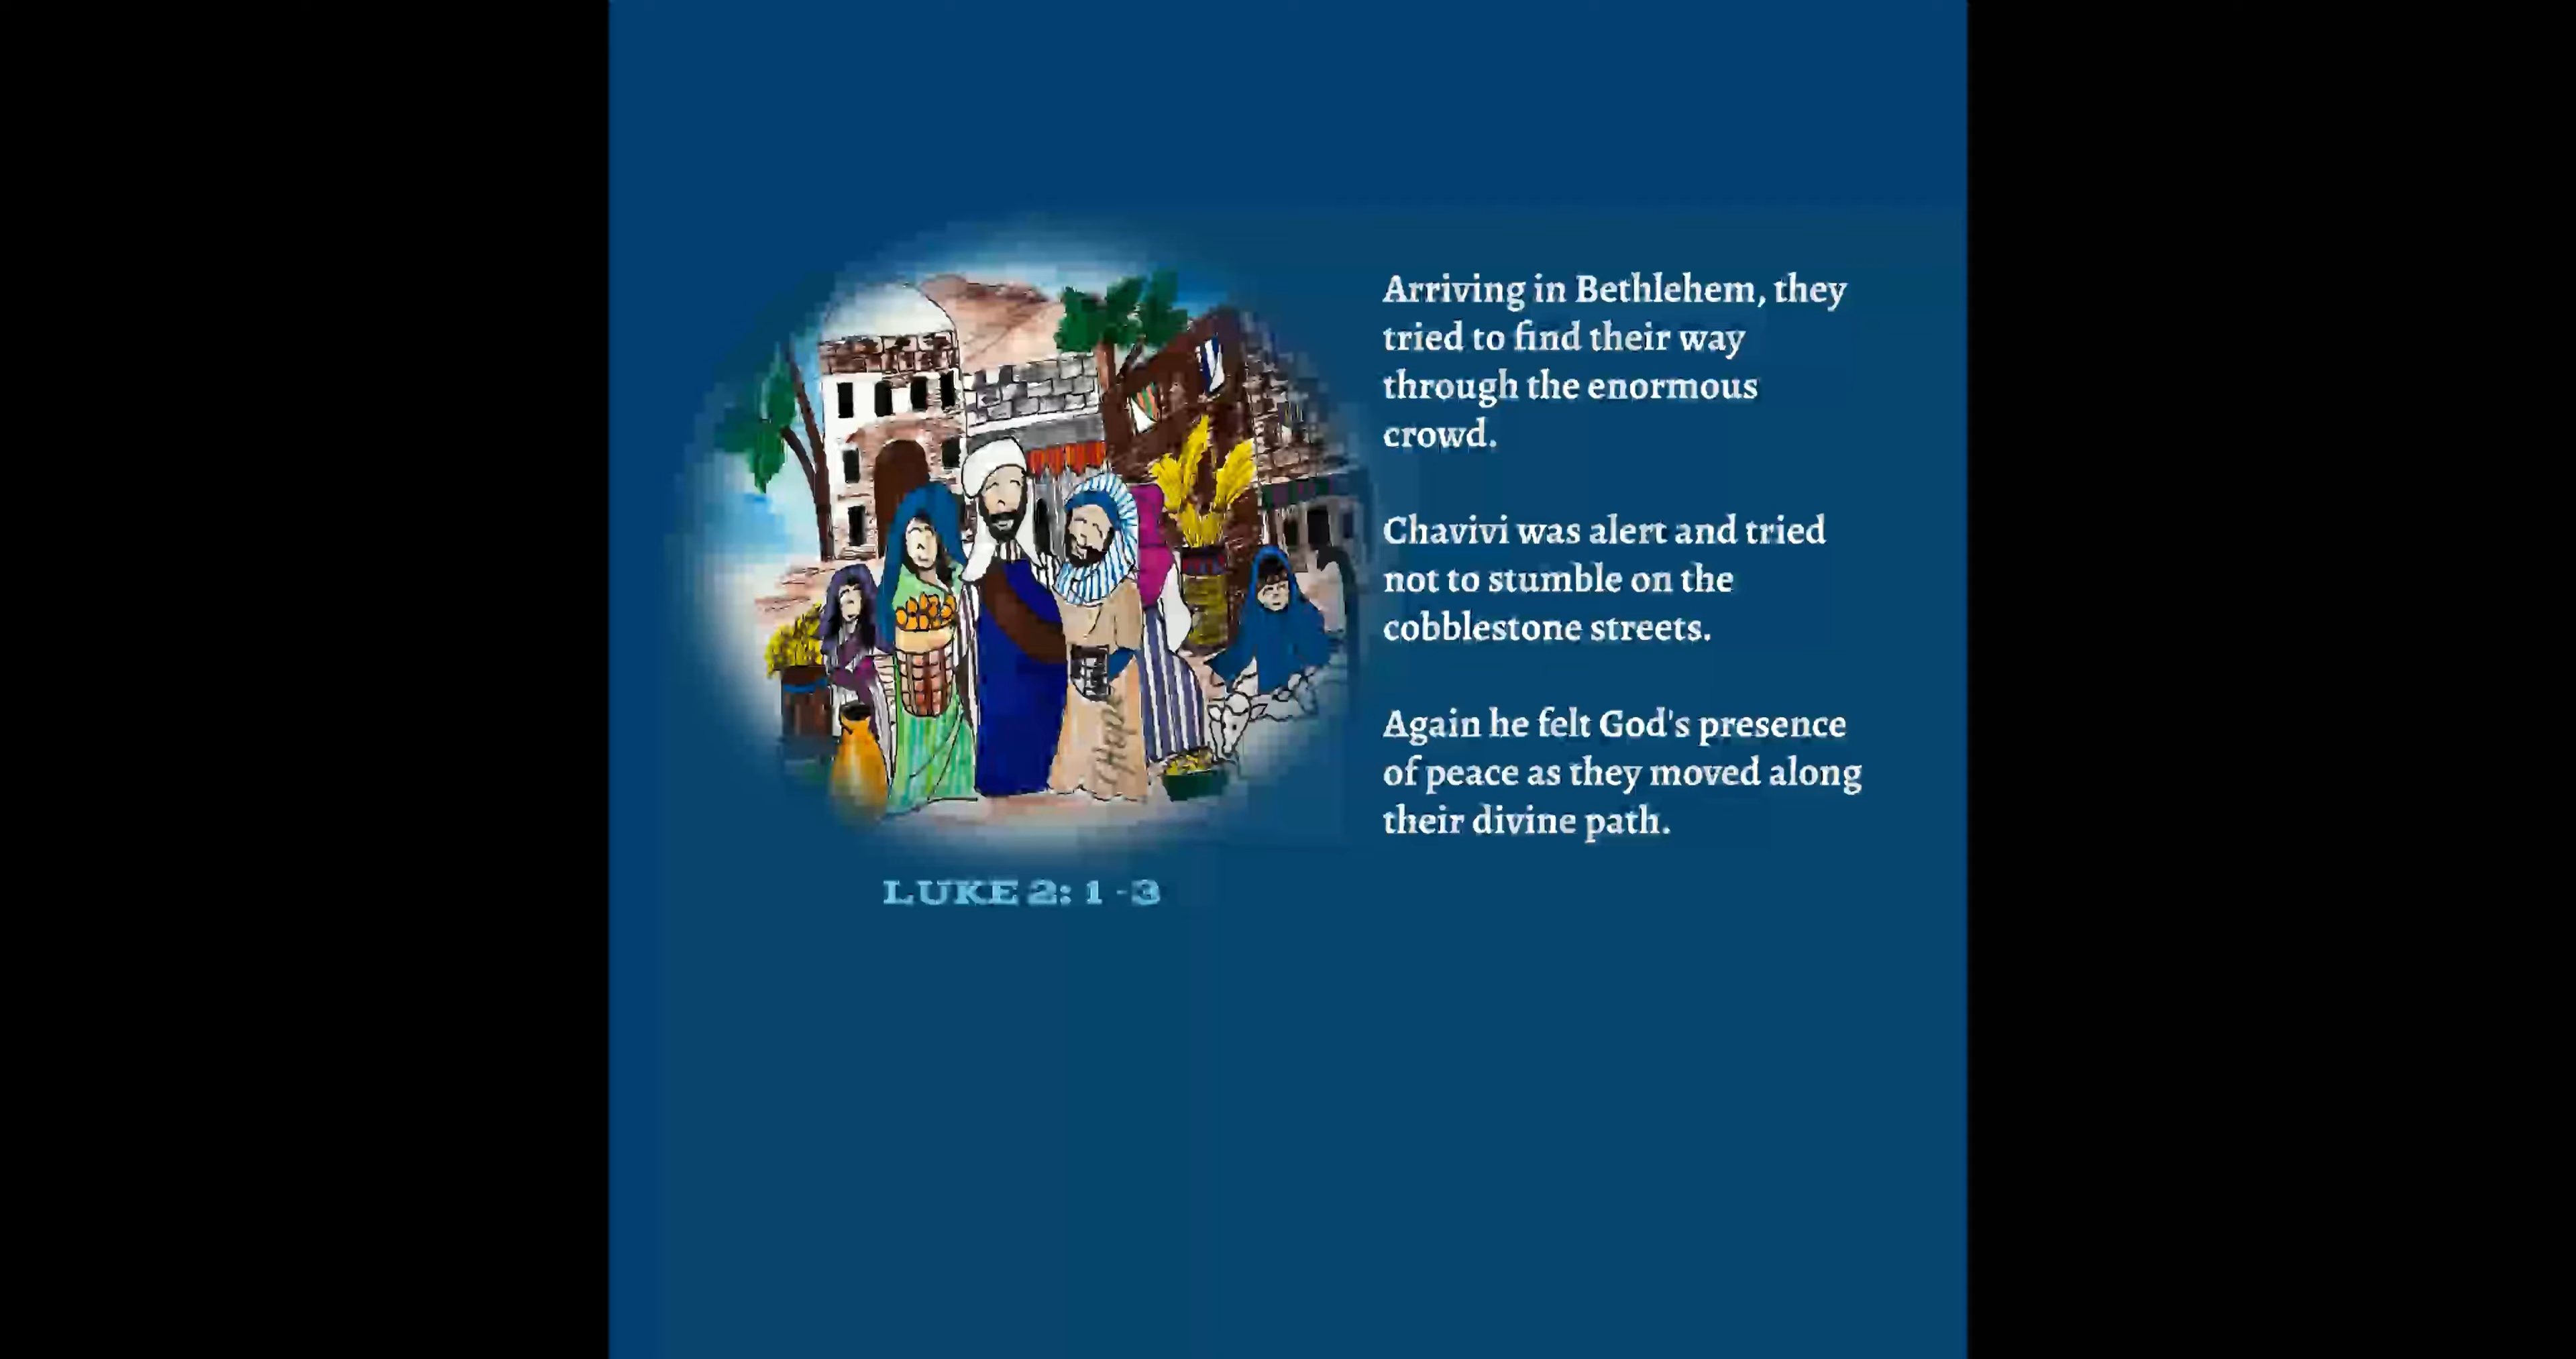 Arriving in Bethlehem, they
tried to find their way
through the enormous
crowd.
Chavivi was alert and tried
not to stumble on the
cobblestone streets.
Again he felt God's presence
of peace as they moved along
their divine path.
Hope
LUKE 2: 1 -3